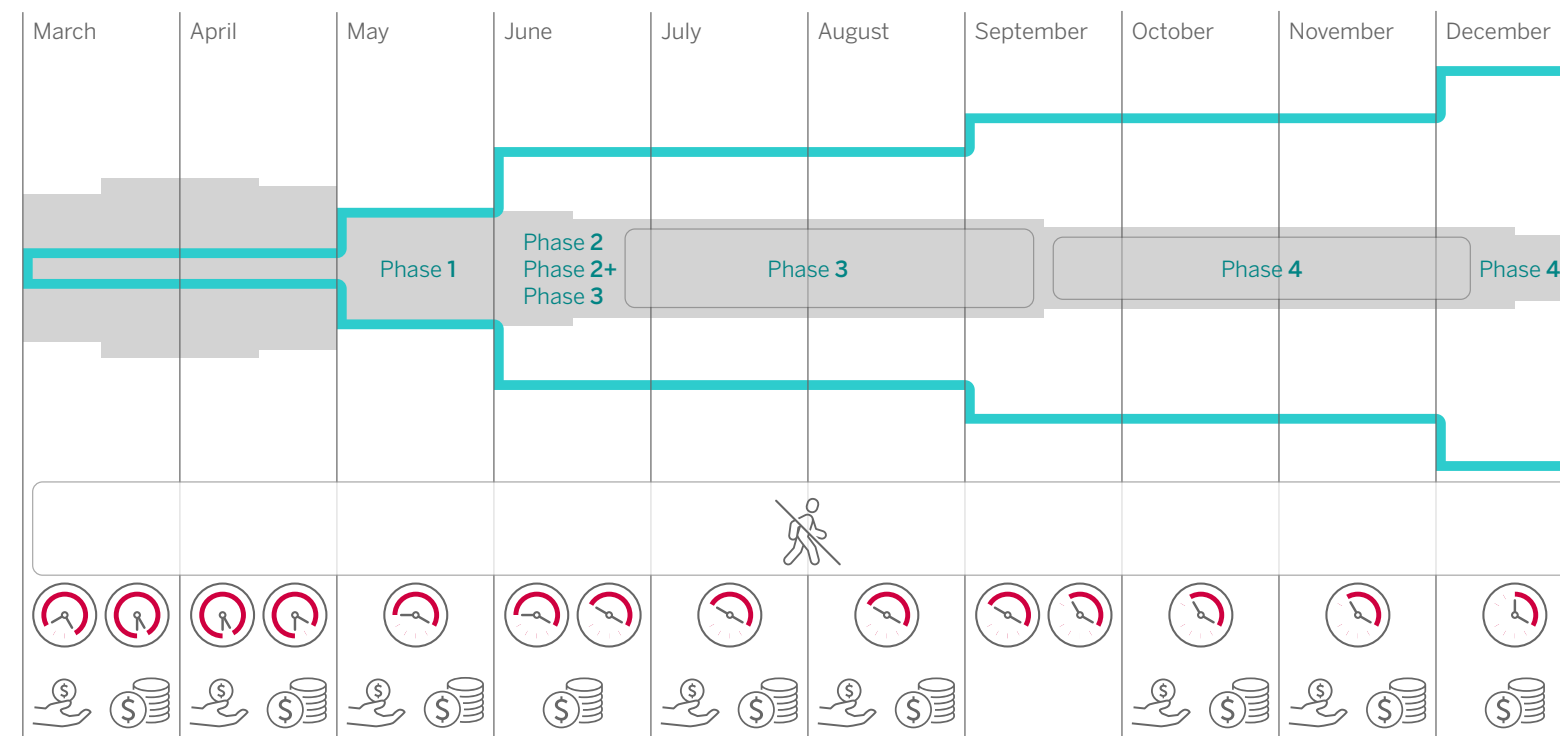 March
April
May
June
July
August
September
October
November
December
Phase 1
Phase 2
Phase 2+
Phase 3
Phase 3
Phase 4
Phase 4
$ $ $ $ $ $ $ $ $ $ $ $ $ $ $ $